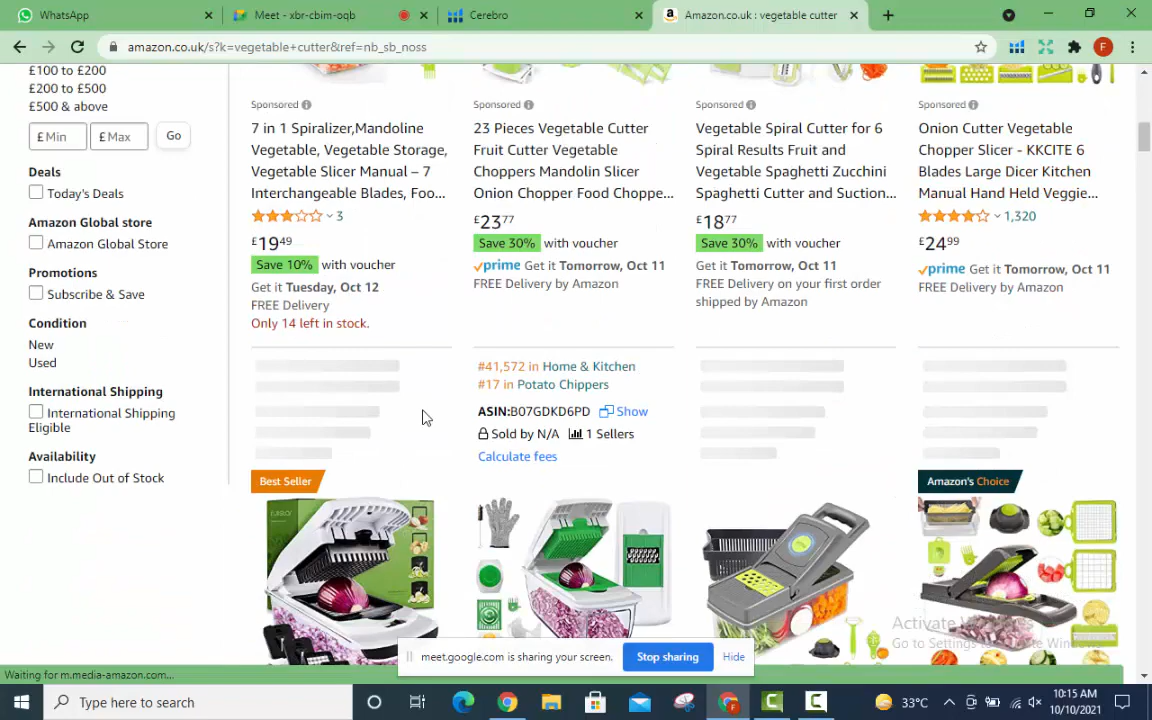 WhatsApp
Meet - xbr-cbim-oqb
Cerebro
Amazon.co.uk : vegetable cutter
amazon.co.uk/s?k=vegetable+cutter&ref=nb_sb_noss
F
£100 to £200
£200 to £500
£500 & above
£ Min
£ Max
Go
Deals
Today's Deals
Amazon Global store
Amazon Global Store
Promotions
Subscribe & Save
Condition
New
Used
International Shipping
International Shipping
Eligible
Availability
Include Out of Stock
Sponsored
7 in 1 Spiralizer,Mandoline
Vegetable, Vegetable Storage,
Vegetable Slicer Manual – 7
Interchangeable Blades, Foo...
3
£19 49
Save 10% with voucher
Get it Tuesday, Oct 12
FREE Delivery
Only 14 left in stock.
Sponsored
23 Pieces Vegetable Cutter
Fruit Cutter Vegetable
Choppers Mandolin Slicer
Onion Chopper Food Choppe...
£23 77
Save 30% with voucher
prime Get it Tomorrow, Oct 11
FREE Delivery by Amazon
Sponsored
Vegetable Spiral Cutter for 6
Spiral Results Fruit and
Vegetable Spaghetti Zucchini
Spaghetti Cutter and Suction...
£18 77
Save 30% with voucher
Get it Tomorrow, Oct 11
FREE Delivery on your first order
shipped by Amazon
Sponsored
Onion Cutter Vegetable
Chopper Slicer - KKCITE 6
Blades Large Dicer Kitchen
Manual Hand Held Veggie...
1,320
£24 99
prime Get it Tomorrow, Oct 11
FREE Delivery by Amazon
#41,572 in Home & Kitchen
#17 in Potato Chippers
ASIN:B07GDKD6PD Show
Sold by N/A 1 Sellers
Calculate fees
Best Seller
Amazon's Choice
Activate Windows
Go to Settings to activate Windows.
meet.google.com is sharing your screen.
Stop sharing
Hide
Waiting for m.media-amazon.com...
Type here to search
F
33°C
10:15 AM
10/10/2021